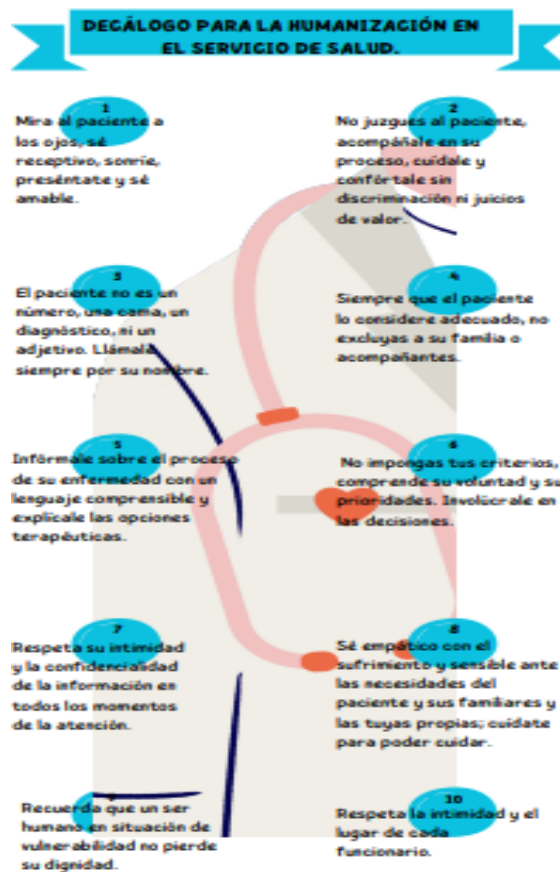 DECÁLOGO PARA LA HUMANIZACIÓN EN
EL SERVICIO DE SALUD.
1
Mira al paciente a
los ojos, sé
receptivo, sonríe,
preséntate y sé
amable.
2
No juzgues al paciente,
acompáñale en su
proceso, cuídale y
confórtale sin
discriminación ni juicios
de valor.
3
El paciente no es un
número, una cama, un
diagnóstico, ni un
adjetivo. Llámale
siempre por su nombre.
4
Siempre que el paciente
lo considere adecuado, no
excluyas a su familia o
acompañantes.
5
Infórmale sobre el proceso
de su enfermedad con un
lenguaje comprensible y
explícale las opciones
terapéuticas.
6
No impongas tus criterios,
comprende su voluntad y su
prioridades. Involúcrale en
las decisiones.
7
Respeta su intimidad
y la confidencialidad
de la información en
todos los momentos
de la atención.
8
Sé empático con el
sufrimiento y sensible ante
las necesidades del
paciente y sus familiares y
las tuyas propias; cuídate
para poder cuidar.
Recuerda que un ser
humano en situación de
vulnerabilidad no pierde
su dignidad.
10
Respeta la intimidad y el
lugar de cada
funcionario.